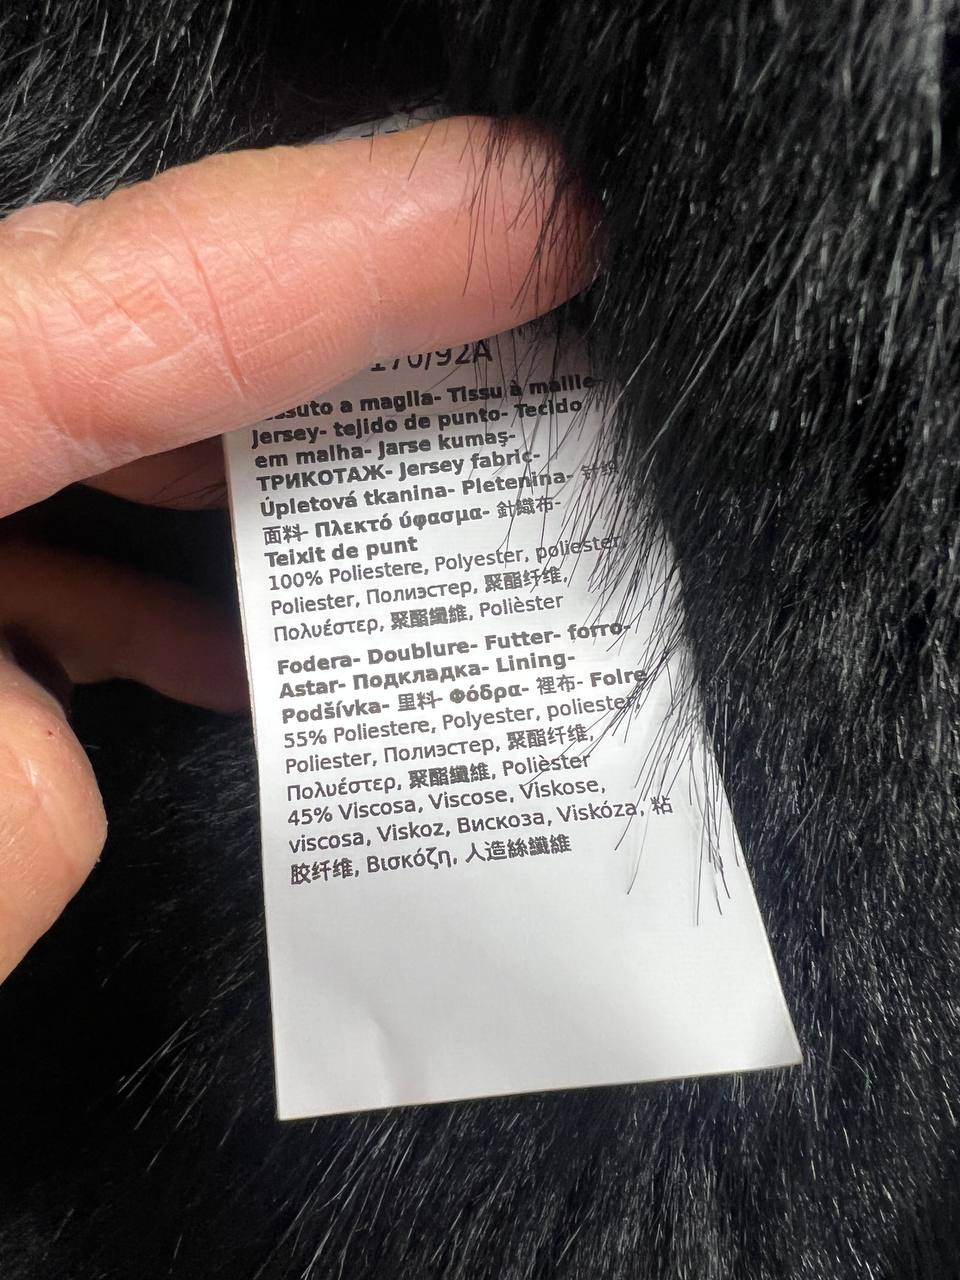 170/92A
Tessuto a maglia- Tissu à maille-
Jersey- tejido de punto- Tecido
em malha- Jarse kumaş-
ТРИКОТАЖ- Jersey fabric-
Úpletová tkanina- Pletenina- 针织
面料- Πλεκτό ύφασμα- 針織布-
Teixit de punt
100% Poliestere, Polyester, poliester,
Poliester, Полиэстер, 聚酯纤维,
Πολυέστερ, 聚酯纖維, Polièster
Fodera- Doublure- Futter- forro-
Astar- Подкладка- Lining-
Podšívka- 里料- Φόδρα- 裡布- Folre
55% Poliestere, Polyester, poliester,
Poliester, Полиэстер, 聚酯纤维,
Πολυέστερ, 聚酯纖維, Polièster
45% Viscosa, Viscose, Viskose,
viscosa, Viskoz, Вискоза, Viskóza, 粘
胶纤维, Βισκόζη, 人造絲纖維